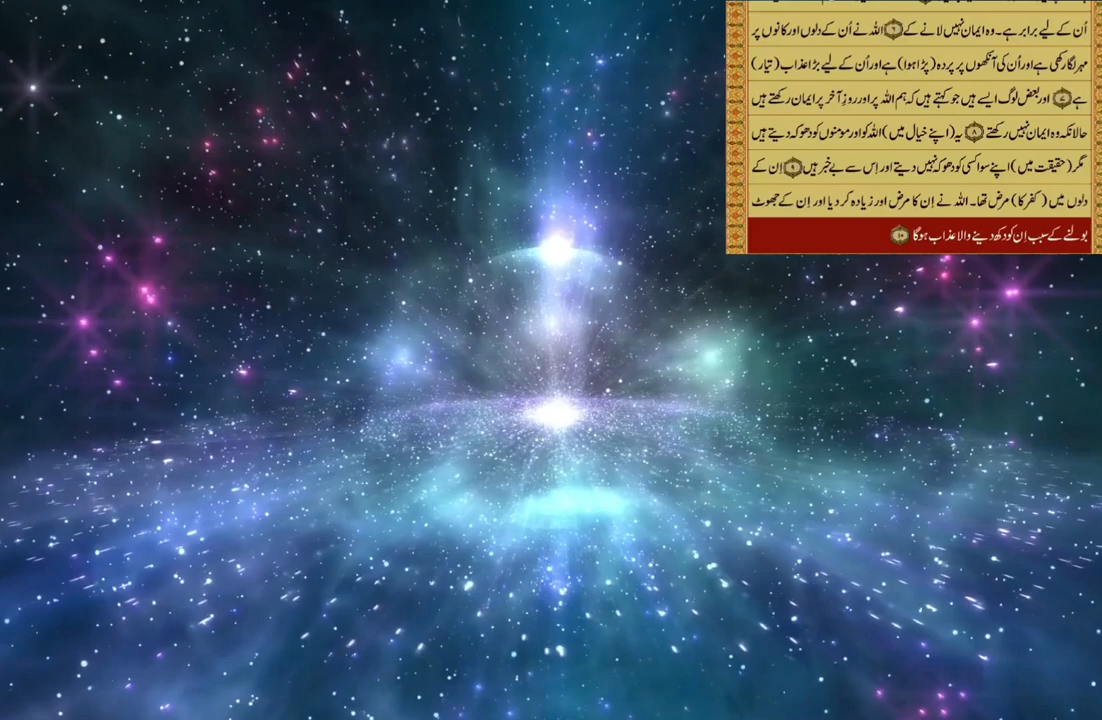 اُن کے لیے برابر ہے۔ وہ ایمان نہیں لانے کے ﴿۶﴾ اللہ نے اُن کے دلوں اور کانوں پر
مہر لگا رکھی ہے اور اُن کی آنکھوں پر پردہ (پڑا ہوا) ہے اور اُن کے لیے بڑا عذاب (تیار)
ہے ﴿۷﴾ اور بعض لوگ ایسے ہیں جو کہتے ہیں کہ ہم اللہ پر اور روزِ آخر پر ایمان رکھتے ہیں
حالانکہ وہ ایمان نہیں رکھتے ﴿۸﴾ یہ (اپنے خیال میں) اللہ کو اور مومنوں کو دھوکہ دیتے ہیں
مگر (حقیقت میں) اپنے سوا کسی کو دھوکہ نہیں دیتے اور اِس سے بے خبر ہیں ﴿۹﴾ اِن کے
دلوں میں (کفر کا) مرض تھا۔ اللہ نے اِن کا مرض اور زیادہ کر دیا اور اِن کے جھوٹ
بولنے کے سبب اِن کو دکھ دینے والا عذاب ہوگا ﴿۱۰﴾